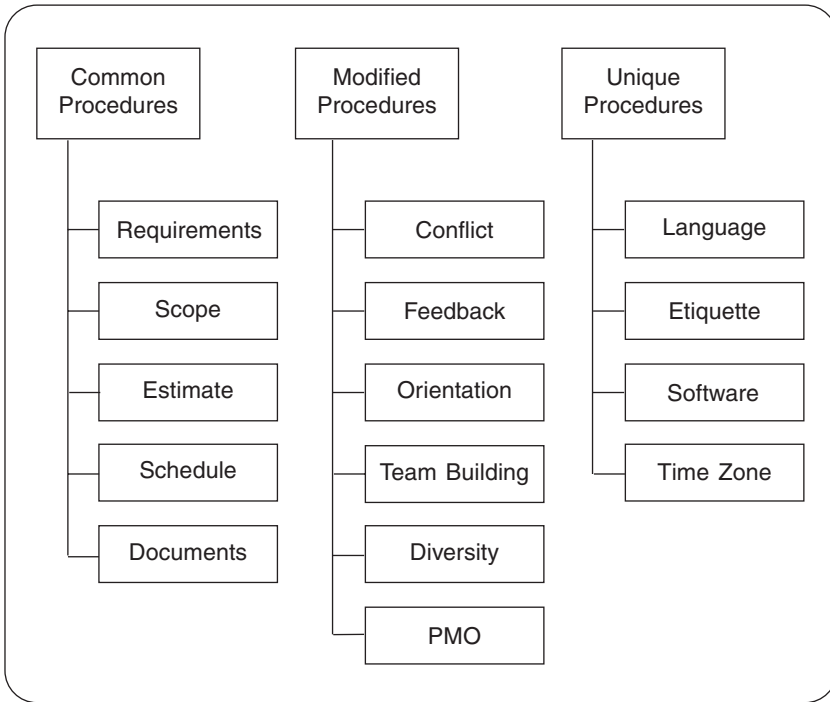 Common
Procedures
Requirements
Scope
Estimate
Schedule
Documents
Modified
Procedures
Conflict
Feedback
Orientation
Team Building
Diversity
PMO
Unique
Procedures
Language
Etiquette
Software
Time Zone